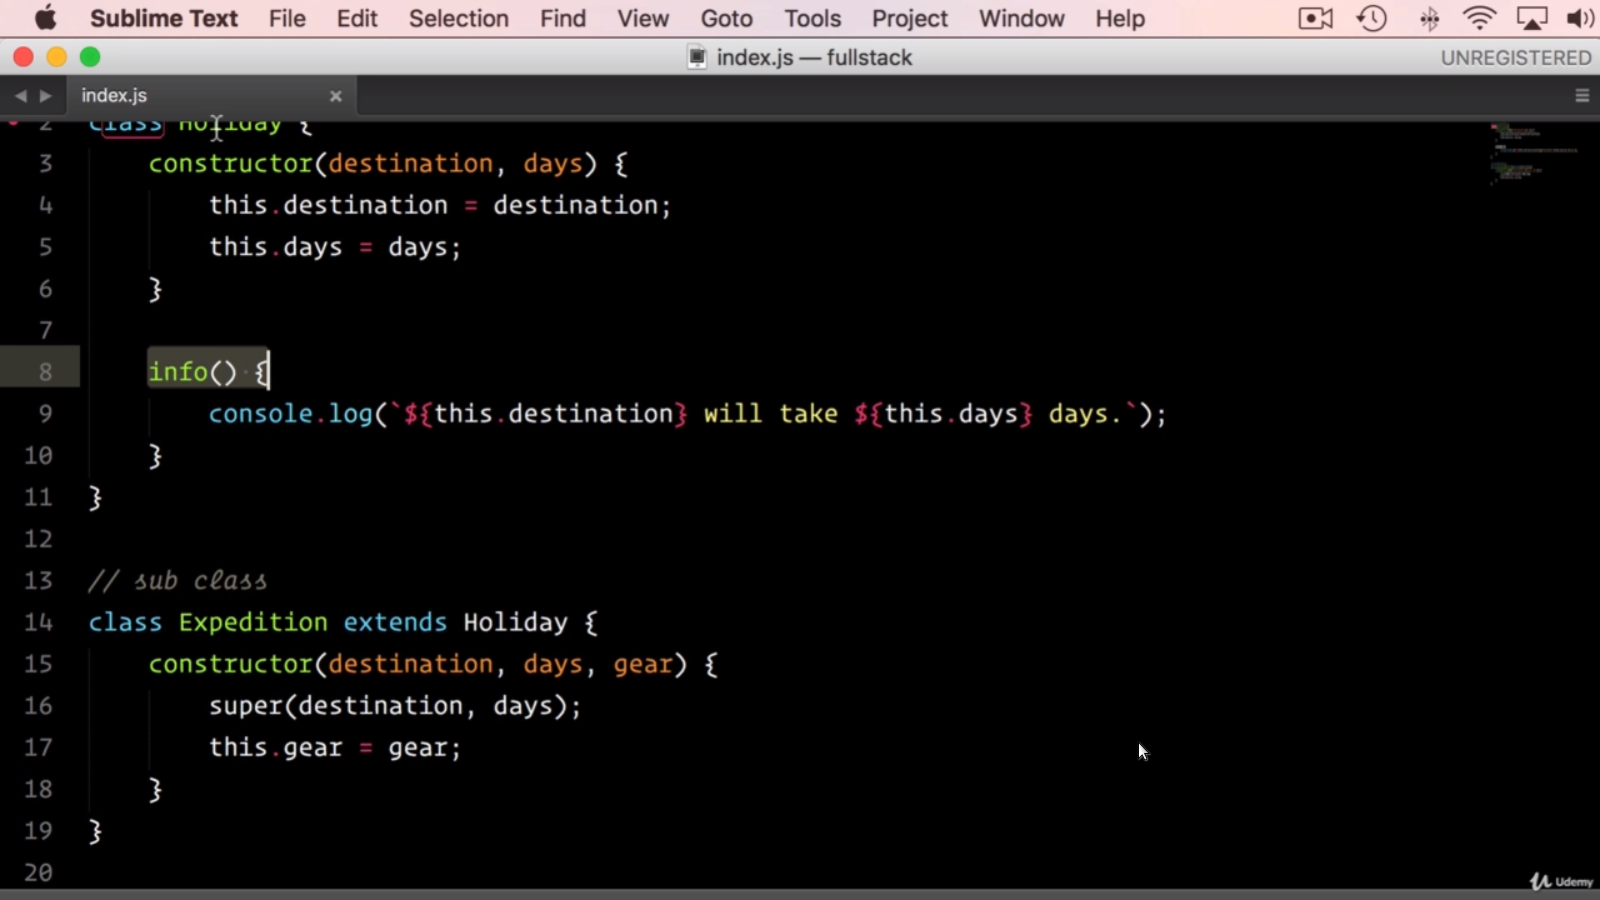 Sublime Text File Edit Selection Find View Goto Tools Project Window Help
index.js — fullstack
UNREGISTERED
index.js
2 class Holiday {
3 constructor(destination, days) {
4 this.destination = destination;
5 this.days = days;
6 }
7
8 info() {
9 console.log(`${this.destination} will take ${this.days} days.`);
10 }
11 }
12
13 // sub class
14 class Expedition extends Holiday {
15 constructor(destination, days, gear) {
16 super(destination, days);
17 this.gear = gear;
18 }
19 }
20
Udemy